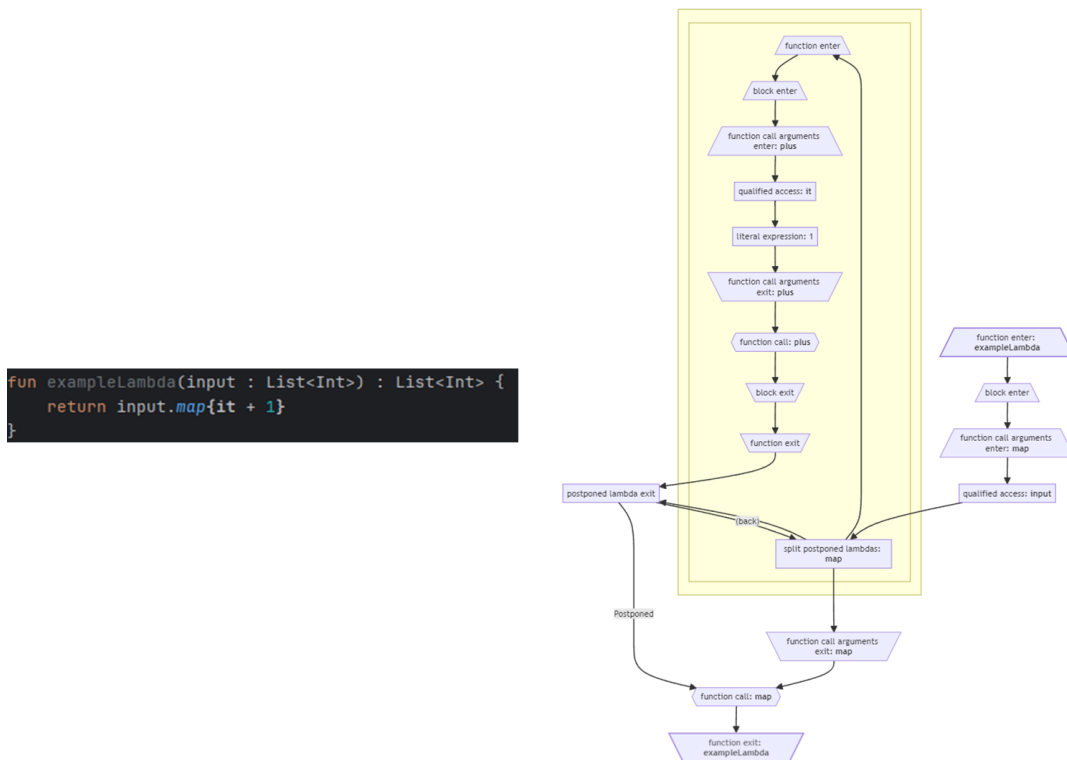 fun exampleLambda(input : List<Int>) : List<Int> {
return input.map{it + 1}
}
function enter
block enter
function call arguments
enter: plus
qualified access: it
literal expression: 1
function call arguments
exit: plus
function call: plus
block exit
function exit
postponed lambda exit
(back)
split postponed lambdas:
map
function enter:
exampleLambda
block enter
function call arguments
enter: map
qualified access: input
Postponed
function call arguments
exit: map
function call: map
function exit:
exampleLambda